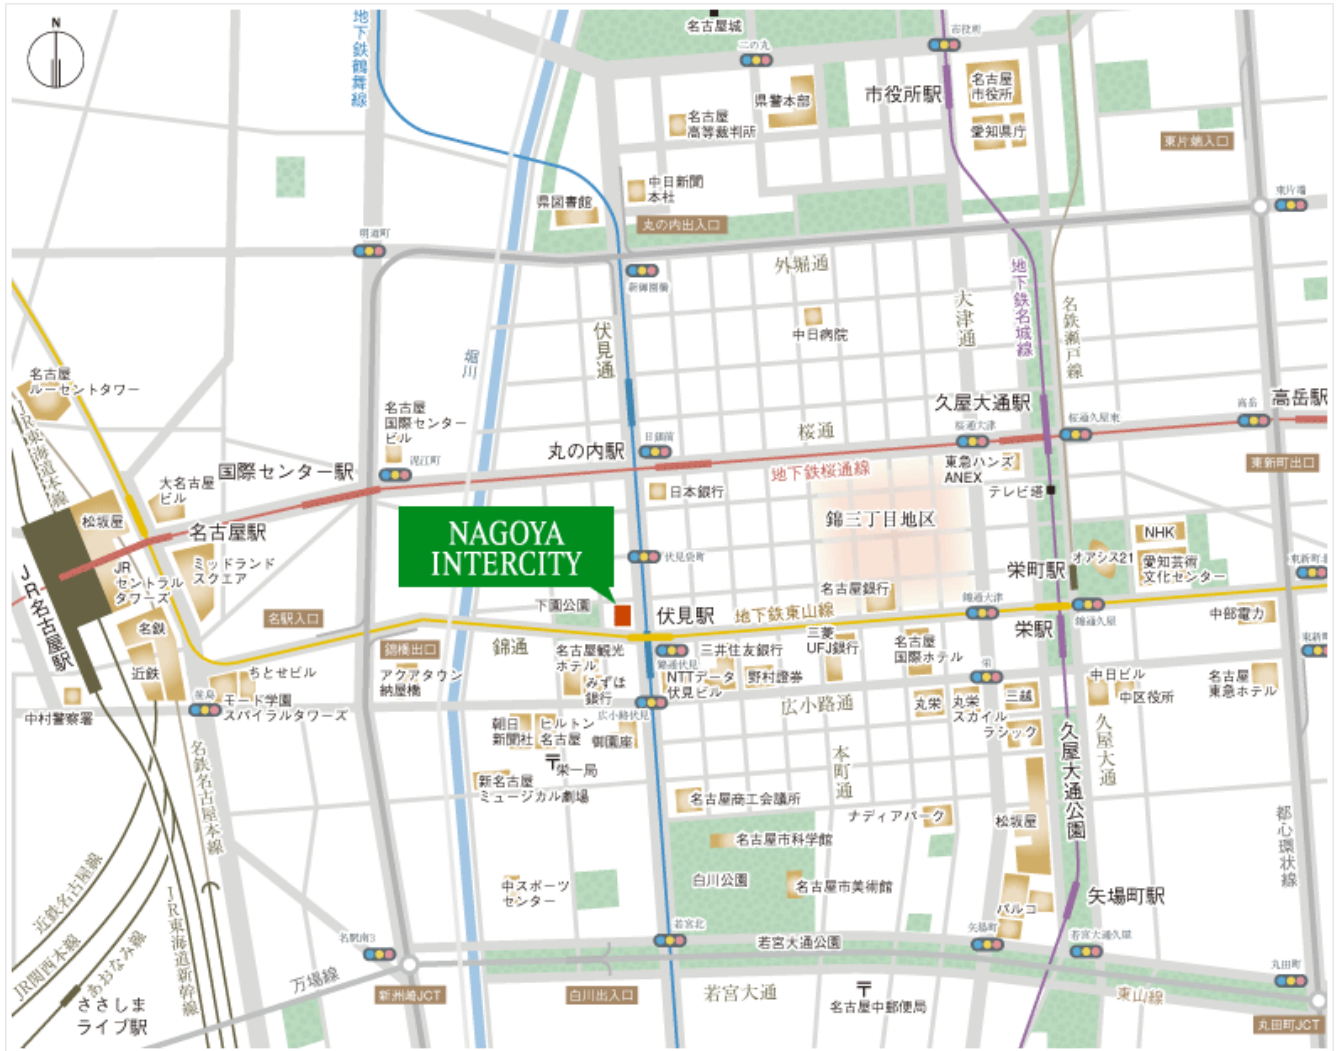 N
地下鉄鶴舞線
名古屋城
二の丸
市役所
市役所駅
名古屋
市役所
県警本部
名古屋
高等裁判所
愛知県庁
東片端入口
中日新聞
本社
県図書館
丸の内出入口
東片端
明道町
外堀通
新御園橋
地下鉄名城線
大津通
名鉄瀬戸線
伏見通
堀川
中日病院
名古屋
ルーセントタワー
JR東海道本線
名古屋
国際センター
ビル
泥江町
国際センター駅
丸の内駅
日銀前
桜通
久屋大通駅
桜通大津
桜通久屋東
高岳
高岳駅
地下鉄桜通線
東急ハンズ
ANEX
テレビ塔
東新町出口
大名古屋
ビル
松坂屋
名古屋駅
日本銀行
錦三丁目地区
NAGOYA
INTERCITY
伏見袋町
NHK
オアシス21
愛知芸術
文化センター
栄町駅
JR
セントラル
タワーズ
ミッドランド
スクエア
JR名古屋駅
名古屋銀行
下園公園
伏見駅
地下鉄東山線
錦通大津
錦通久屋
中部電力
名駅入口
名鉄
近鉄
錦橋出口
錦通
栄駅
名古屋観光
ホテル
錦通伏見
三井住友銀行
三菱
UFJ銀行
名古屋
国際ホテル
みずほ
銀行
NTTデータ
伏見ビル
野村證券
栄
中日ビル
中区役所
名古屋
東急ホテル
ちとせビル
アクアタウン
納屋橋
笹島
モード学園
スパイラルタワーズ
中村警察署
広小路伏見
広小路通
丸栄
丸栄
スカイル
三越
ラシック
朝日
新聞社
ヒルトン
名古屋
御園座
〒栄一局
本町通
久屋大通公園
久屋大通
名鉄名古屋本線
新名古屋
ミュージカル劇場
名古屋商工会議所
ナディアパーク
松坂屋
都心環状線
名古屋市科学館
白川公園
名古屋市美術館
中スポーツ
センター
パルコ
矢場町駅
近鉄名古屋線
JR関西本線
あおなみ線
JR東海道新幹線
ささしま
ライブ駅
名駅南3
若宮北
若宮大通公園
矢場町
若宮大通久屋
丸田町
万場線
新洲崎JCT
白川出入口
若宮大通
〒
名古屋中郵便局
東山線
丸田町JCT